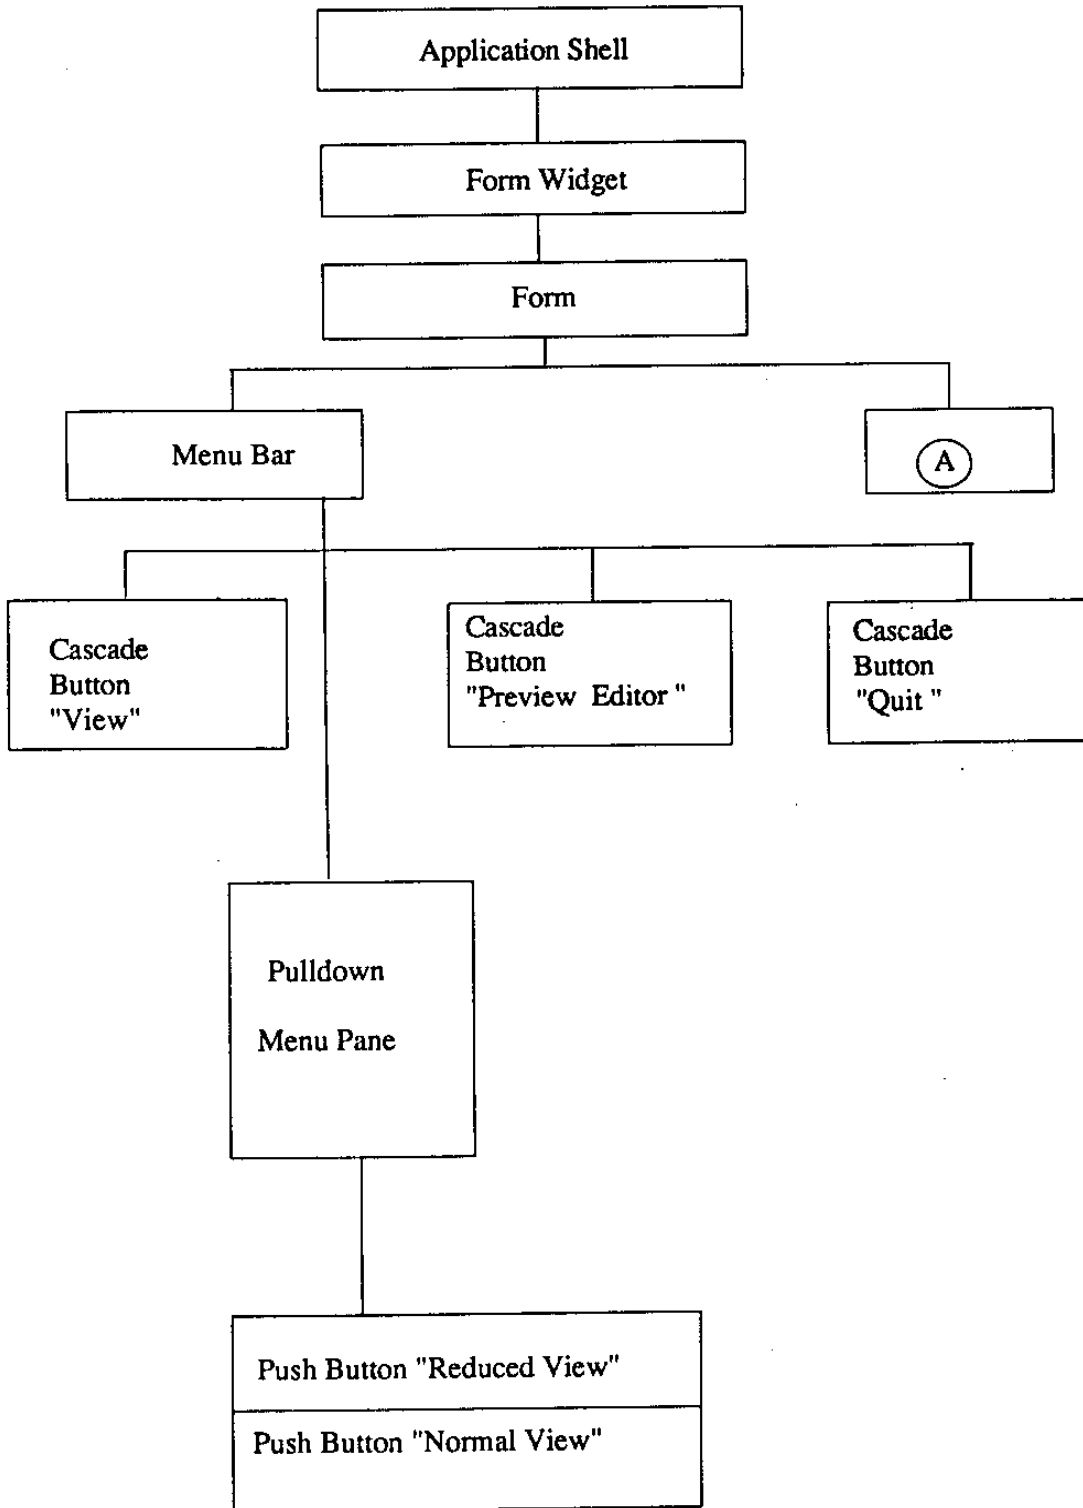 Application Shell
Form Widget
Form
Menu Bar
A
Cascade
Button
"View"
Cascade
Button
"Preview Editor "
Cascade
Button
"Quit "
Pulldown
Menu Pane
Push Button "Reduced View"
Push Button "Normal View"